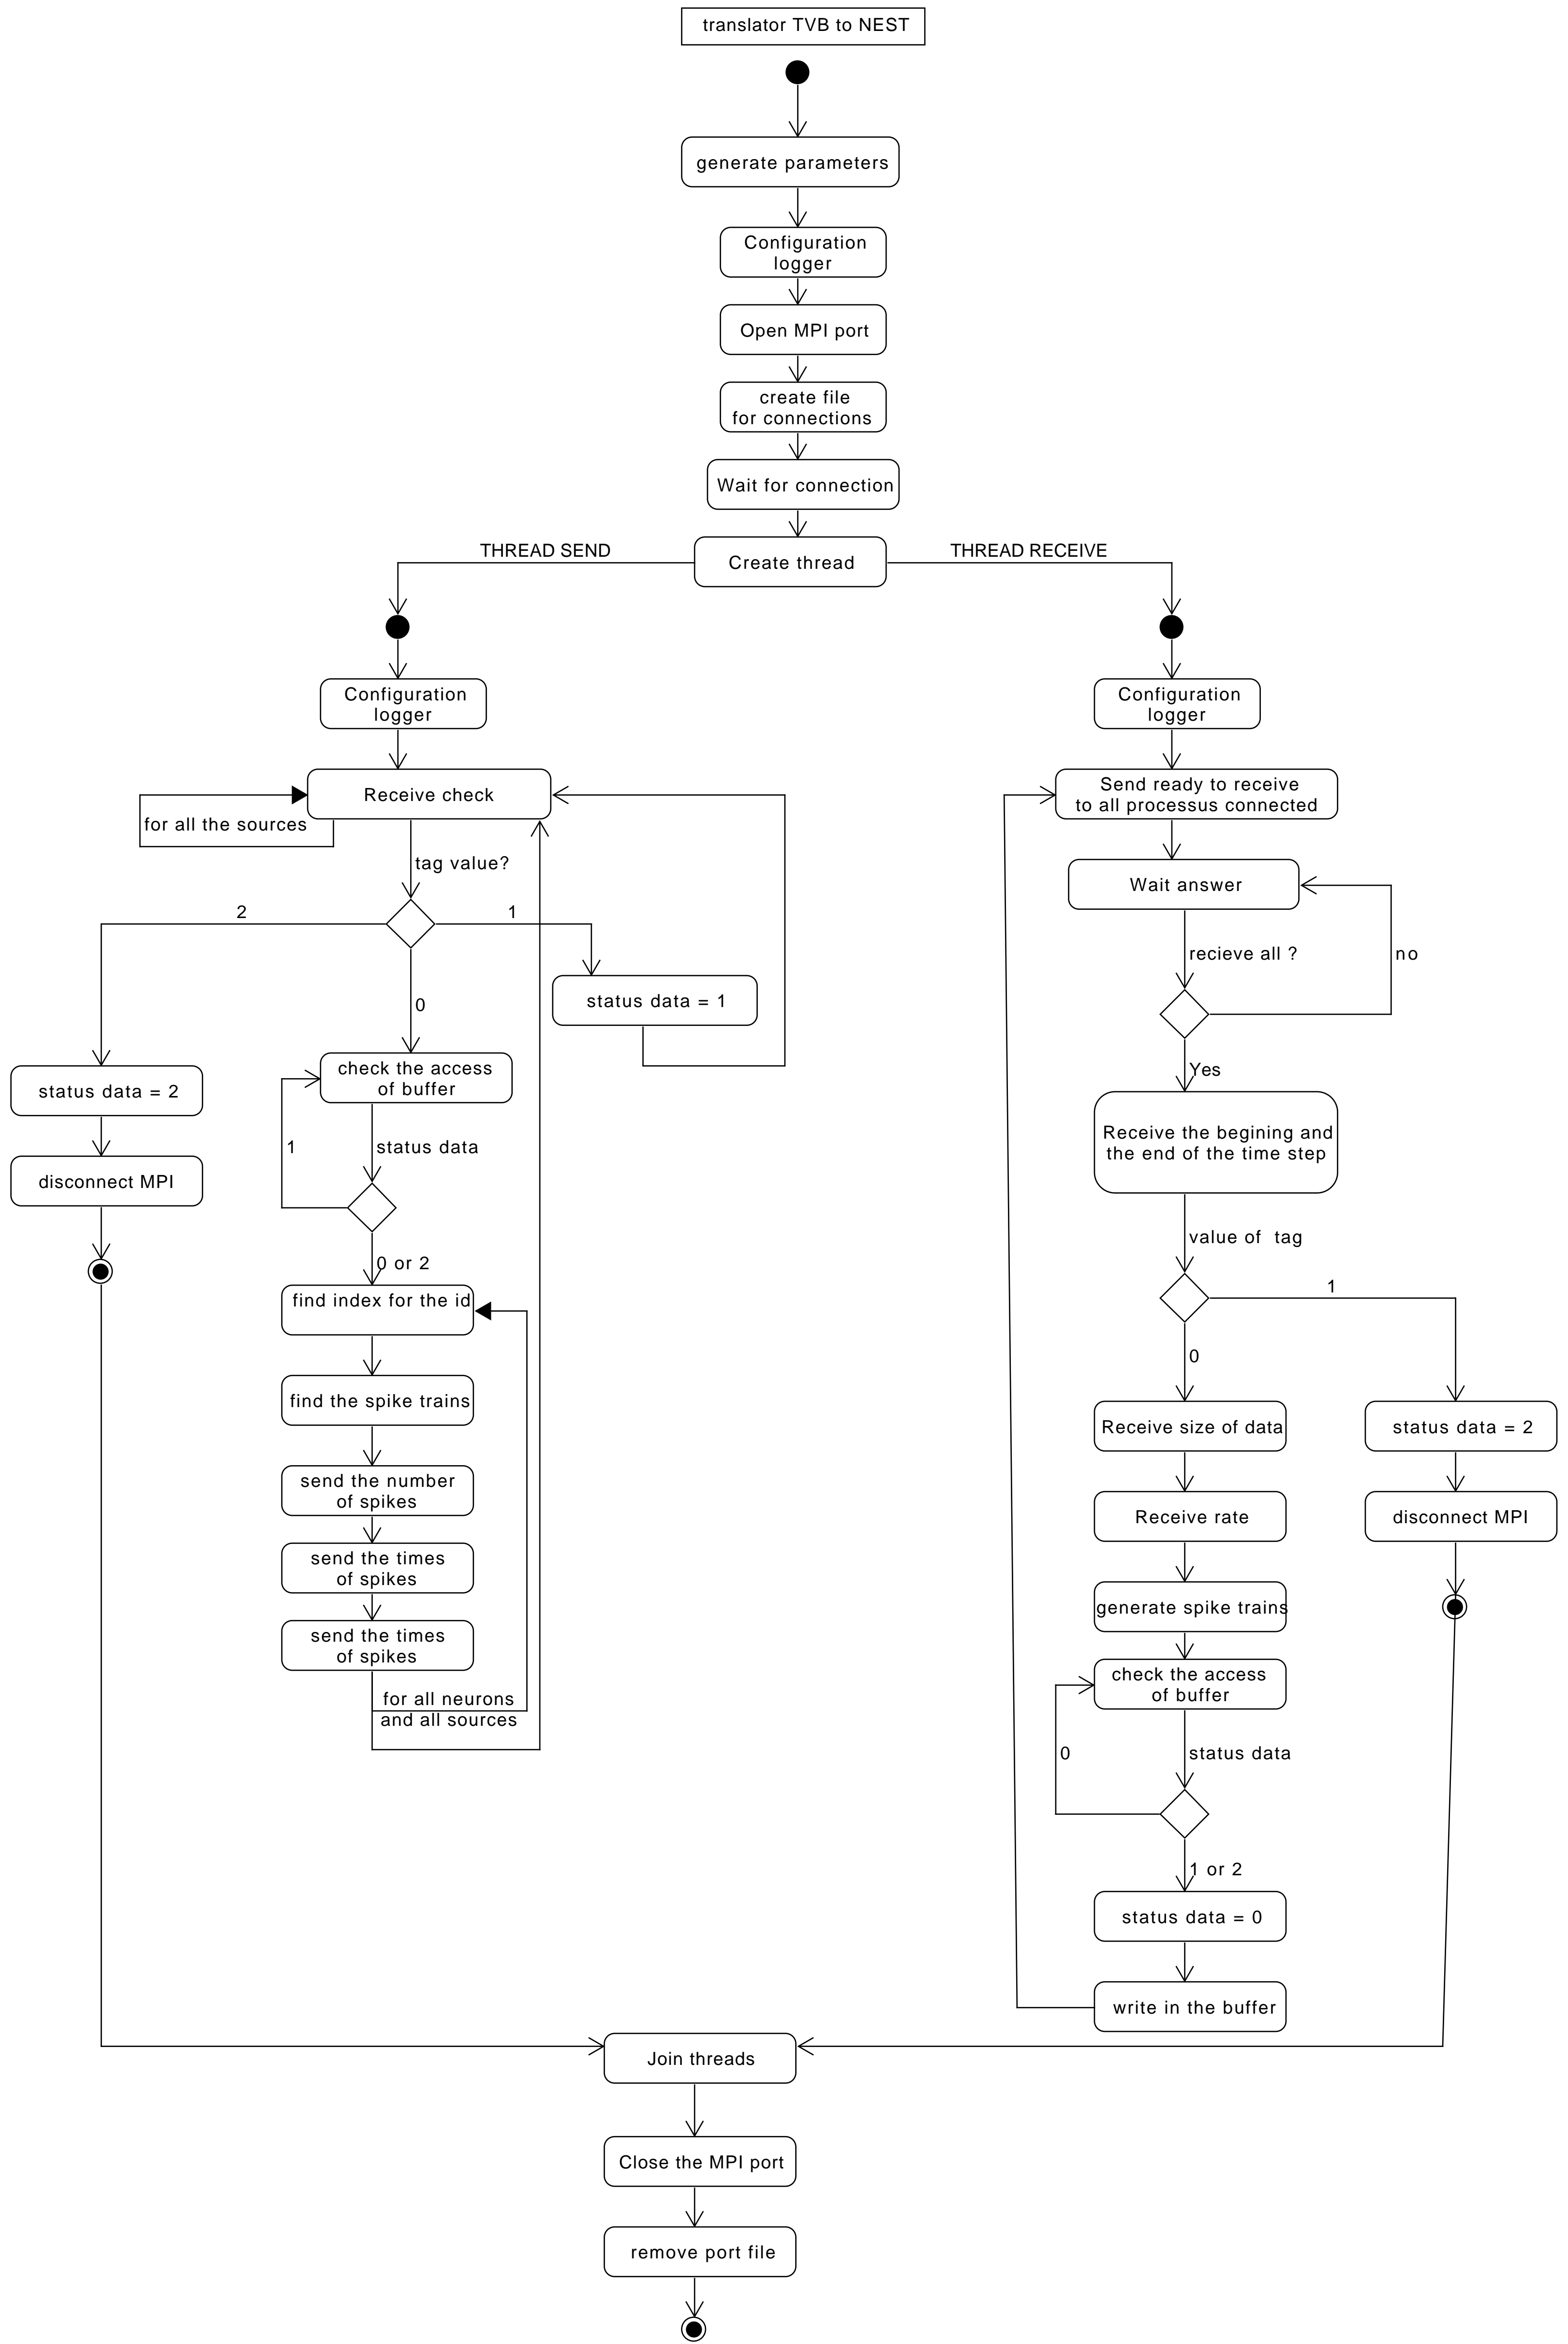 translator TVB to NEST
generate parameters
Configuration
logger
Open MPI port
create file
for connections
Wait for connection
Create thread
THREAD SEND
THREAD RECEIVE
Configuration
logger
Receive check
for all the sources
tag value?
2
1
0
status data = 1
status data = 2
disconnect MPI
check the access
of buffer
1
status data
0 or 2
find index for the id
find the spike trains
send the number
of spikes
send the times
of spikes
send the times
of spikes
for all neurons
and all sources
Configuration
logger
Send ready to receive
to all processus connected
Wait answer
recieve all ?
no
Yes
Receive the begining and
the end of the time step
value of  tag
1
0
Receive size of data
status data = 2
Receive rate
disconnect MPI
generate spike trains
check the access
of buffer
0
status data
1 or 2
status data = 0
write in the buffer
Join threads
Close the MPI port
remove port file